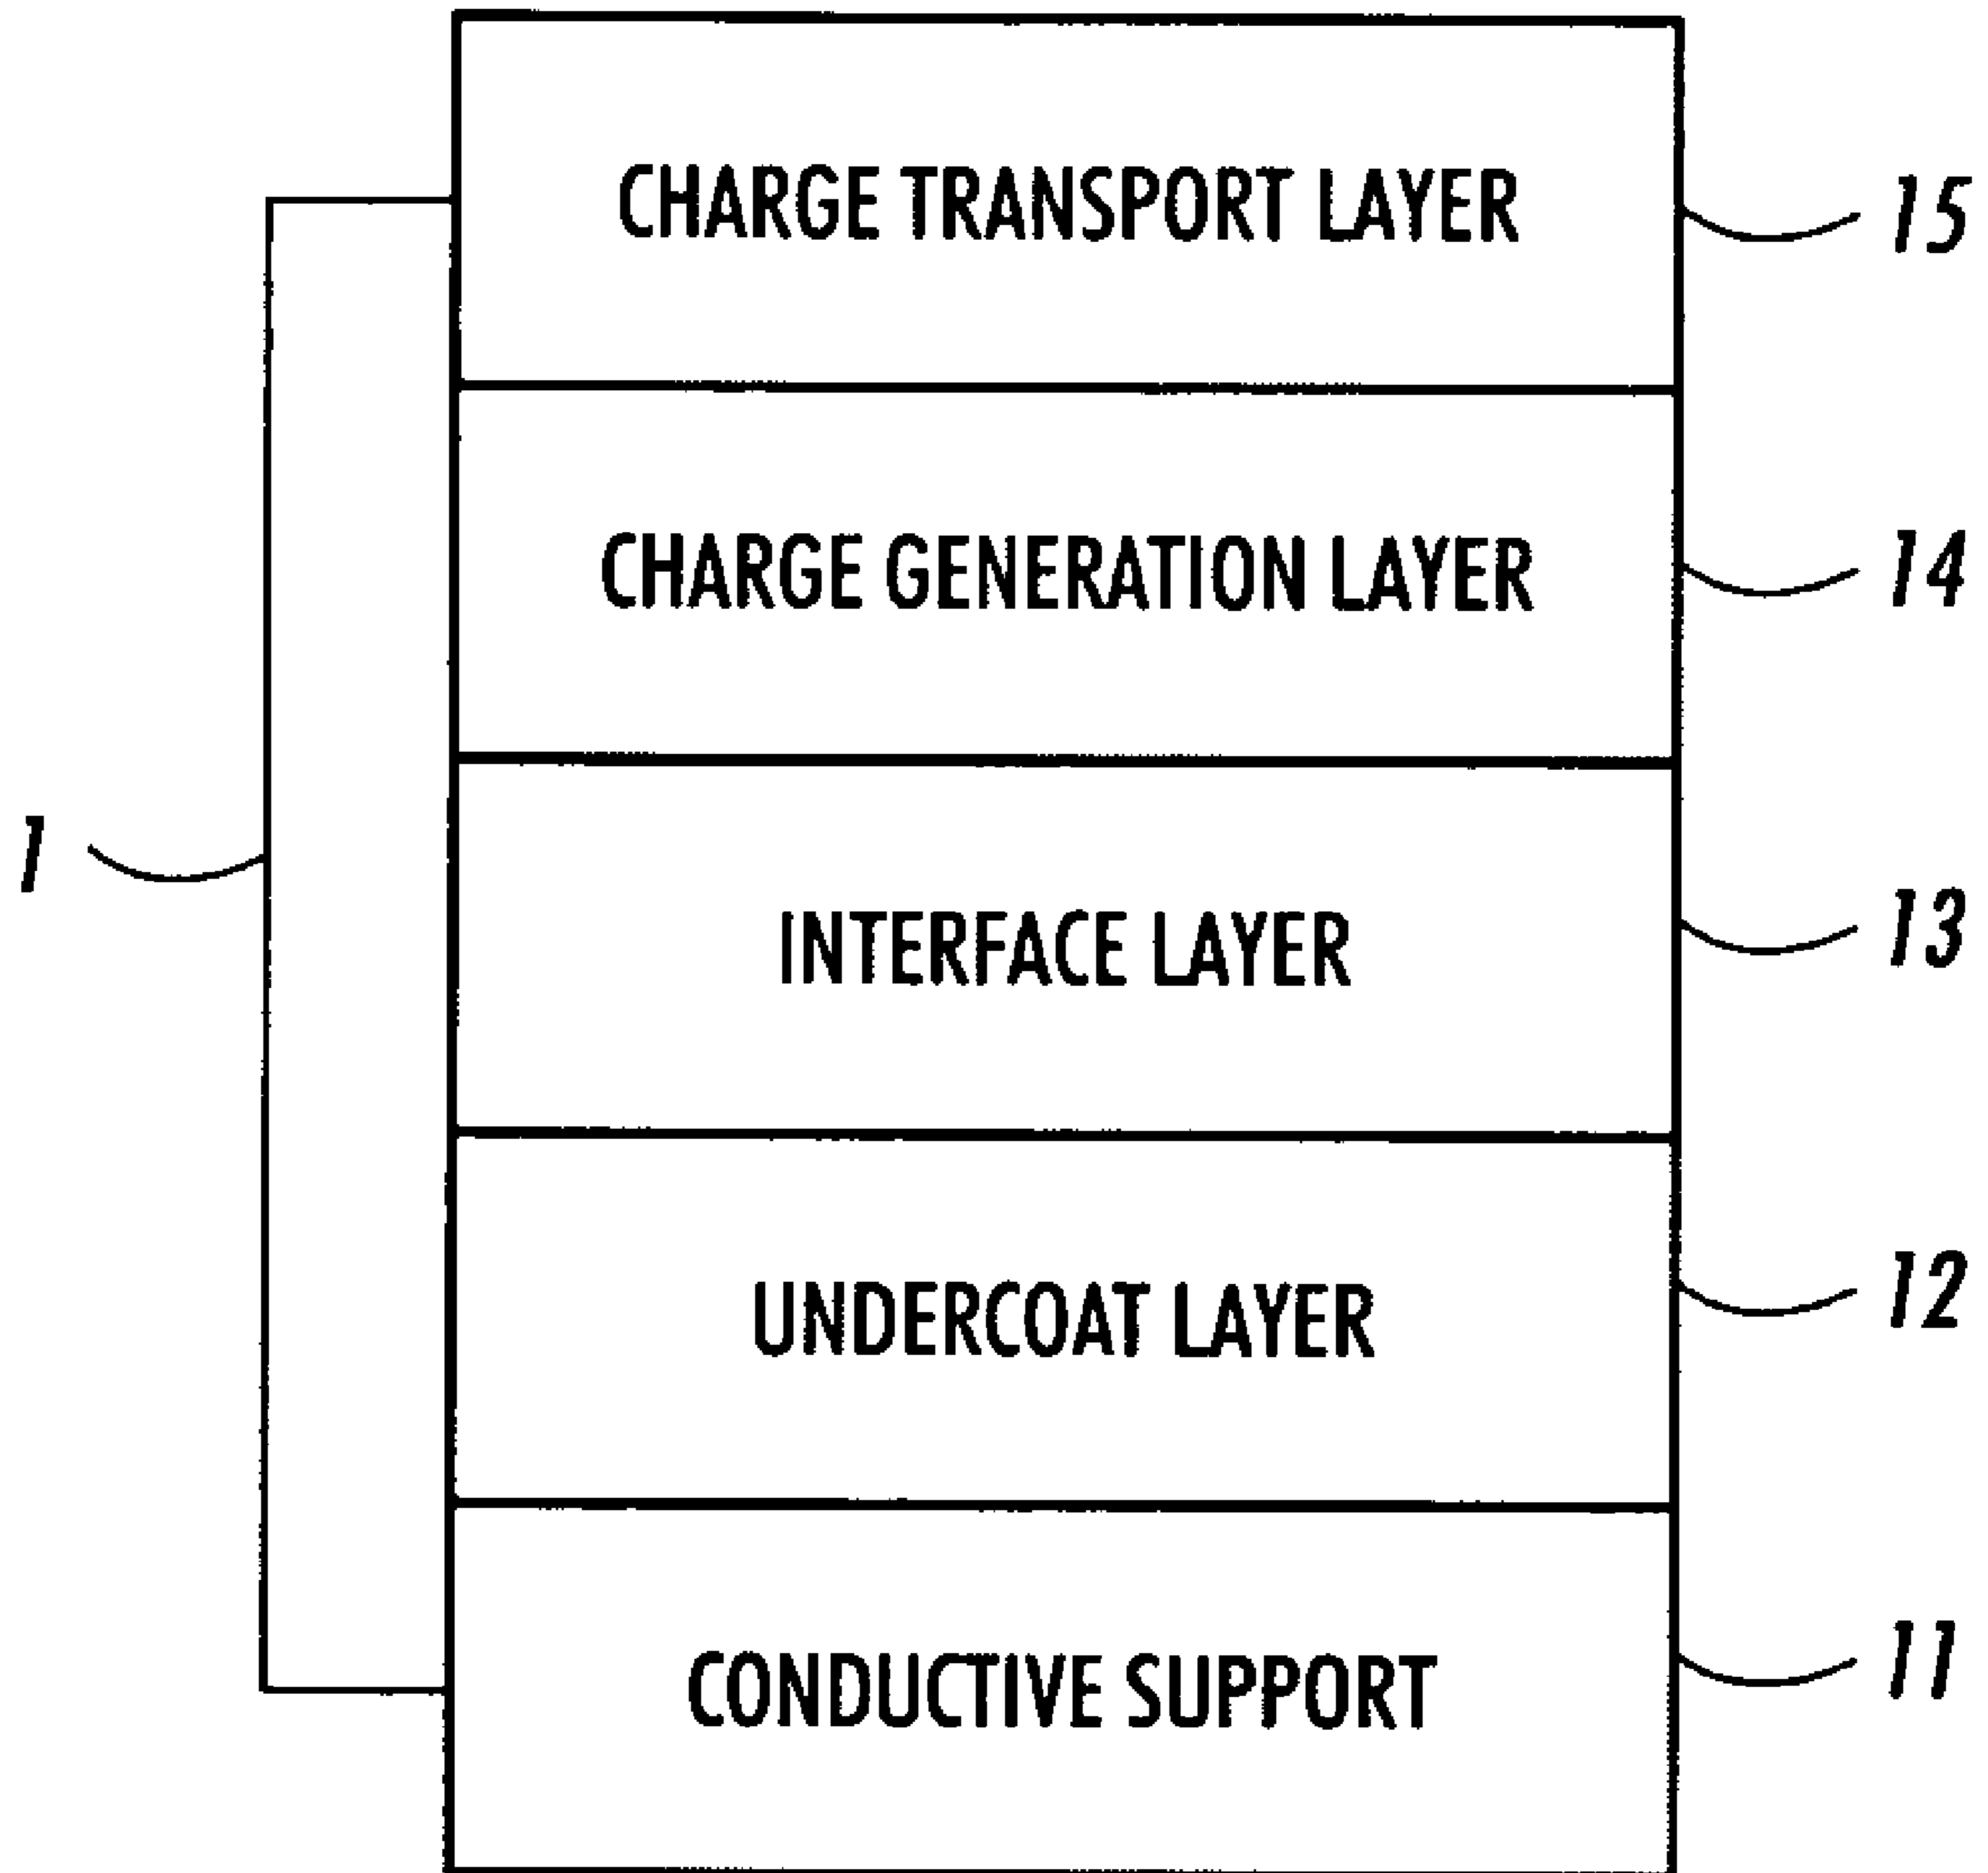 CHARGE TRANSPORT LAYER 15
CHARGE GENERATION LAYER 14
1
INTERFACE LAYER 13
UNDERCOAT LAYER 12
CONDUCTIVE SUPPORT 11